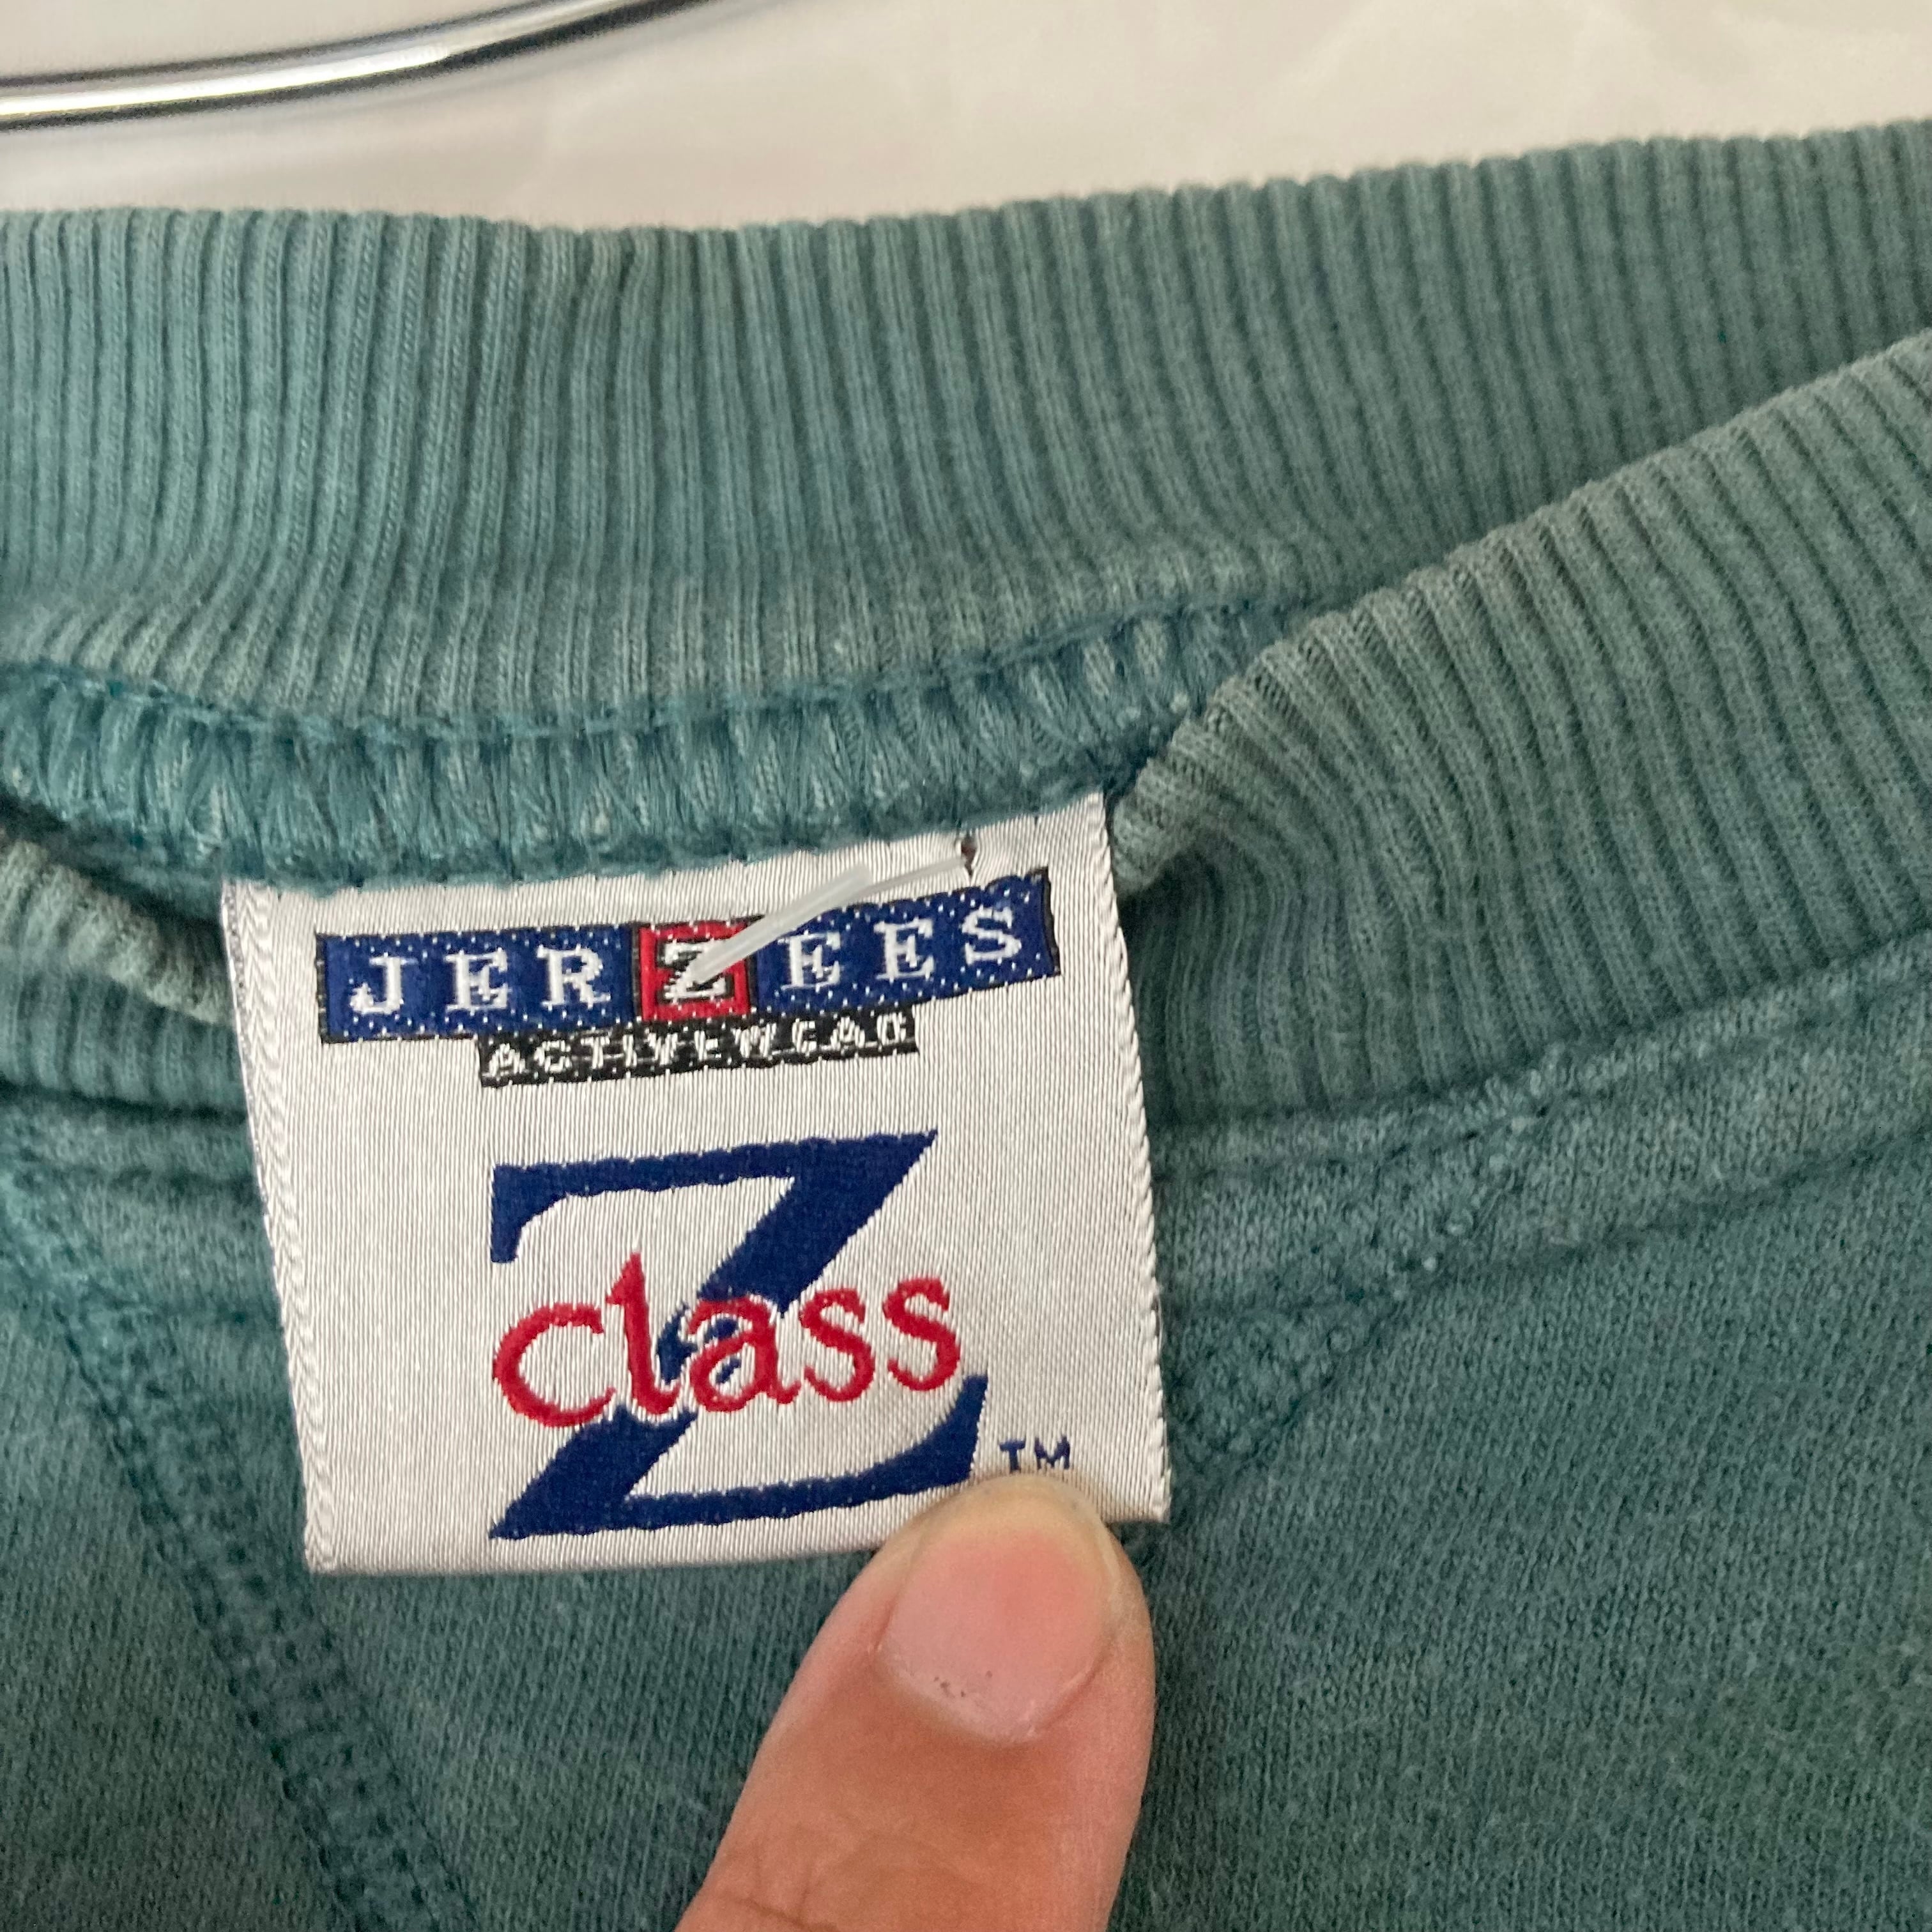 JERZEES
ACTIVEWEAR
Z
class
TM